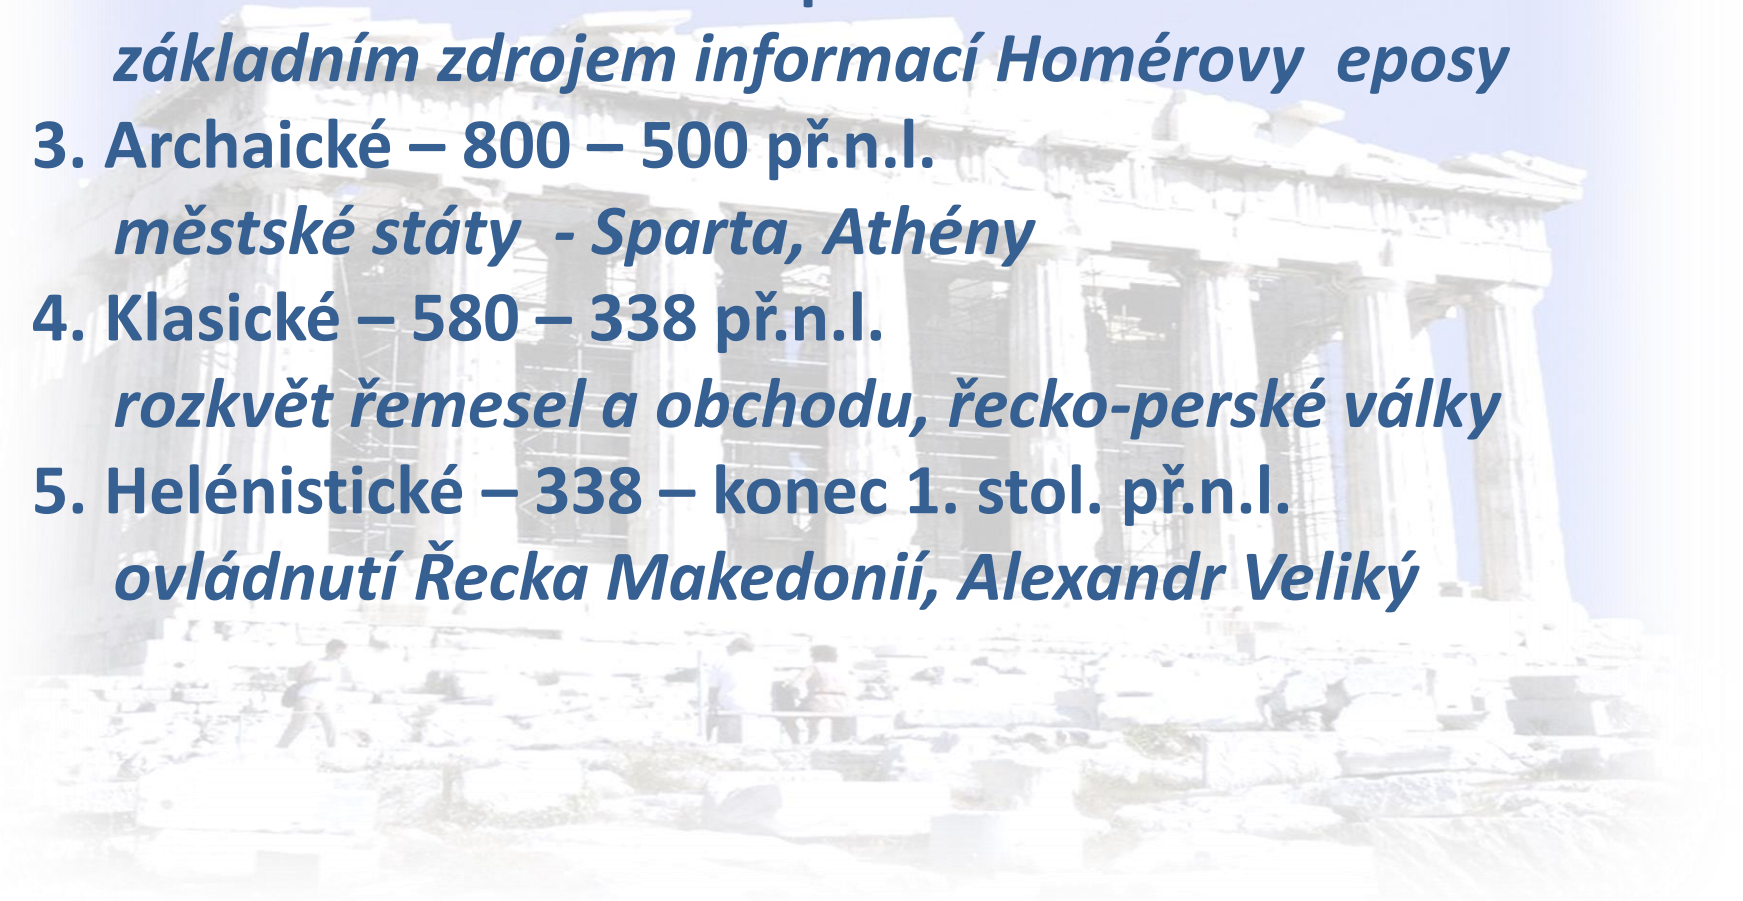 základním zdrojem informací Homérovy eposy
3. Archaické – 800 – 500 př.n.l.
městské státy - Sparta, Athény
4. Klasické – 580 – 338 př.n.l.
rozkvět řemesel a obchodu, řecko-perské války
5. Helénistické – 338 – konec 1. stol. př.n.l.
ovládnutí Řecka Makedonií, Alexandr Veliký